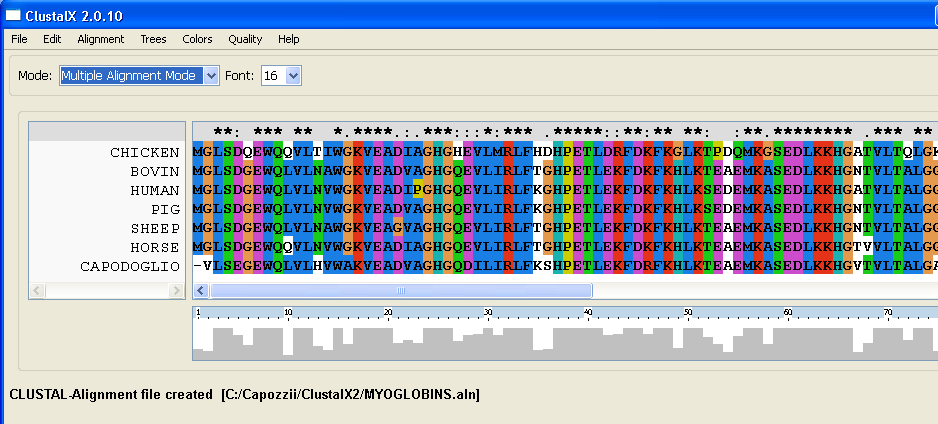 ClustalX 2.0.10
File Edit Alignment Trees Colors Quality Help
Mode: Multiple Alignment Mode Font: 16
**: *** ** *.****.:.***:::*:*** .*****::***** **: :**:********* .*** **
CHICKEN MGLSDQEWQQVLTIWGKVEADIAGHGHEVLMRLFHDHPETLDRFDKFKGLKTPDQMKGSEDLKKHGATVLTQLGK
BOVIN MGLSDGEWQLVLNAWGKVEADVAGHGQEVLIRLFTGHPETLEKFDKFKHLKTEAEMKASEDLKKHGNTVLTALGG
HUMAN MGLSDGEWQLVLNVWGKVEADIPGHGQEVLIRLFKGHPETLEKFDKFKHLKSEDEMKASEDLKKHGATVLTALGG
PIG MGLSDGEWQLVLNVWGKVEADVAGHGQEVLIRLFKGHPETLEKFDKFKHLKSEDEMKASEDLKKHGNTVLTALGG
SHEEP MGLSDGEWQLVLNAWGKVEAGVAGHGQEVLIRLFTGHPETLEKFDKFKHLKTEAEMKASEDLKKHGNTVLTALGG
HORSE MGLSDGEWQQVLNVWGKVEADIAGHGQEVLIRLFTGHPETLEKFDKFKHLKTEAEMKASEDLKKHGTVVLTALGG
CAPODOGLIO -VLSEGEWQLVLHVWAKVEADVAGHGQDILIRLFKSHPETLEKFDRFKHLKTEAEMKASEDLKKHGVTVLTALGA
1 10 20 30 40 50 60 70
CLUSTAL-Alignment file created [C:/Capozzii/ClustalX2/MYOGLOBINS.aln]